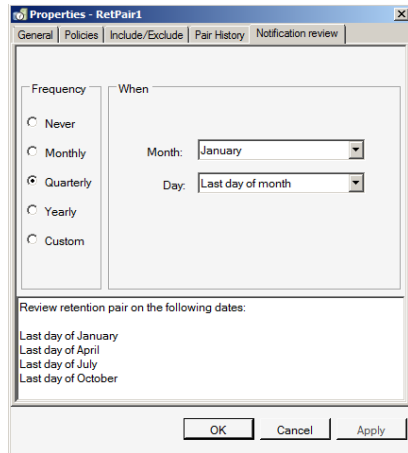 Properties - RetPair1
General Policies Include/Exclude Pair History Notification review
Frequency
When
Never
Monthly
Month: January
Quarterly
Day: Last day of month
Yearly
Custom
Review retention pair on the following dates:
Last day of January
Last day of April
Last day of July
Last day of October
OK Cancel Apply